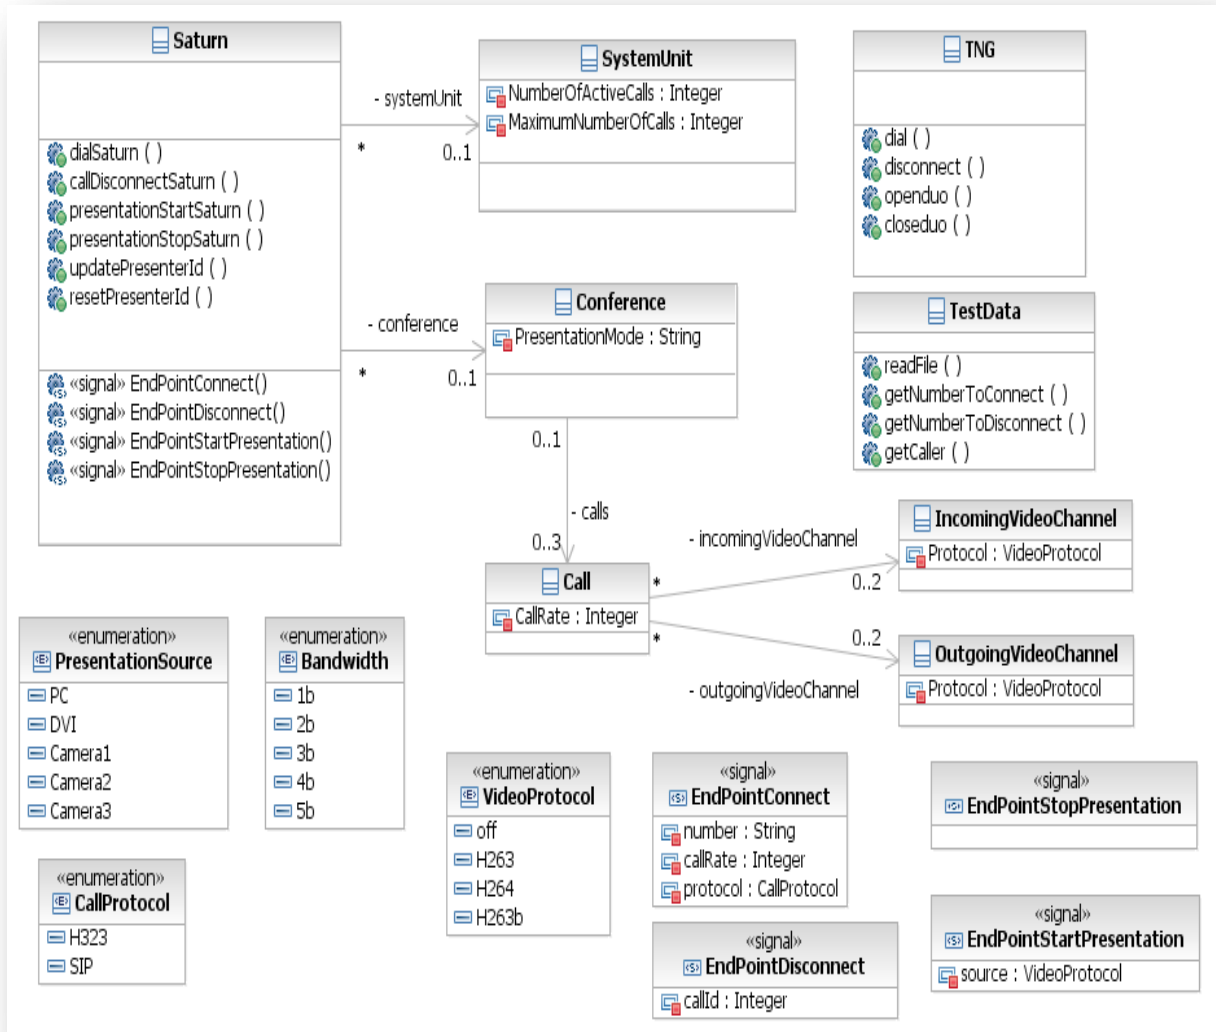 Saturn
dialSaturn ( )
callDisconnectSaturn ( )
presentationStartSaturn ( )
presentationStopSaturn ( )
updatePresenterId ( )
resetPresenterId ( )
«signal» EndPointConnect()
«signal» EndPointDisconnect()
«signal» EndPointStartPresentation()
«signal» EndPointStopPresentation()
- systemUnit
*
0..1
SystemUnit
NumberOfActiveCalls : Integer
MaximumNumberOfCalls : Integer
TNG
dial ( )
disconnect ( )
openduo ( )
closeduo ( )
- conference
*
0..1
Conference
PresentationMode : String
TestData
readFile ( )
getNumberToConnect ( )
getNumberToDisconnect ( )
getCaller ( )
0..1
- calls
0..3
Call
CallRate : Integer
- incomingVideoChannel
*
0..2
IncomingVideoChannel
Protocol : VideoProtocol
*
0..2
- outgoingVideoChannel
OutgoingVideoChannel
Protocol : VideoProtocol
«enumeration»
PresentationSource
PC
DVI
Camera1
Camera2
Camera3
«enumeration»
Bandwidth
1b
2b
3b
4b
5b
«enumeration»
VideoProtocol
off
H263
H264
H263b
«signal»
EndPointConnect
number : String
callRate : Integer
protocol : CallProtocol
«signal»
EndPointStopPresentation
«enumeration»
CallProtocol
H323
SIP
«signal»
EndPointDisconnect
callId : Integer
«signal»
EndPointStartPresentation
source : VideoProtocol